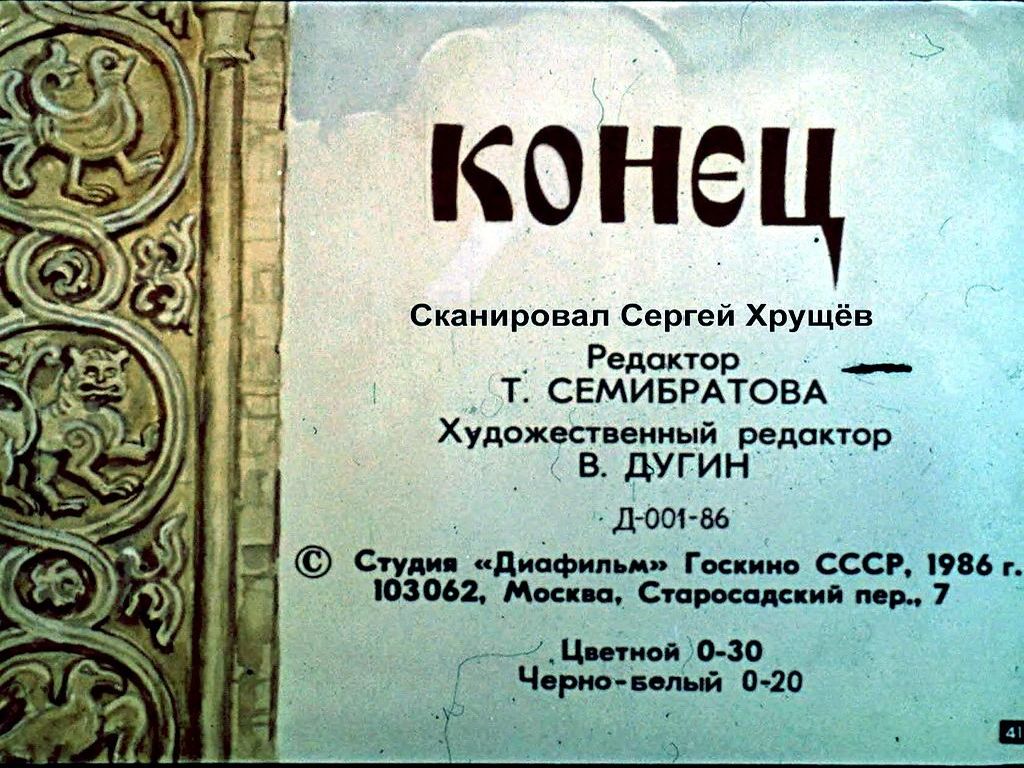 конец
Сканировал Сергей Хрущёв
Редактор
Т. СЕМИБРАТОВА
Художественный редактор
В. ДУГИН
Д-001-86
© Студия «Диафильм» Госкино СССР, 1986 г.
103062, Москва, Старосадский пер., 7
Цветной 0-30
Черно-белый 0-20
41